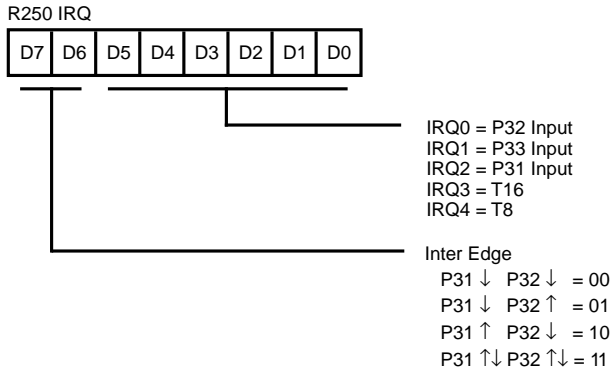 R250 IRQ
D7 D6 D5 D4 D3 D2 D1 D0
IRQ0 = P32 Input
IRQ1 = P33 Input
IRQ2 = P31 Input
IRQ3 = T16
IRQ4 = T8
Inter Edge
P31 ↓ P32 ↓ = 00
P31 ↓ P32 ↑ = 01
P31 ↑ P32 ↓ = 10
P31 ↑↓ P32 ↑↓ = 11